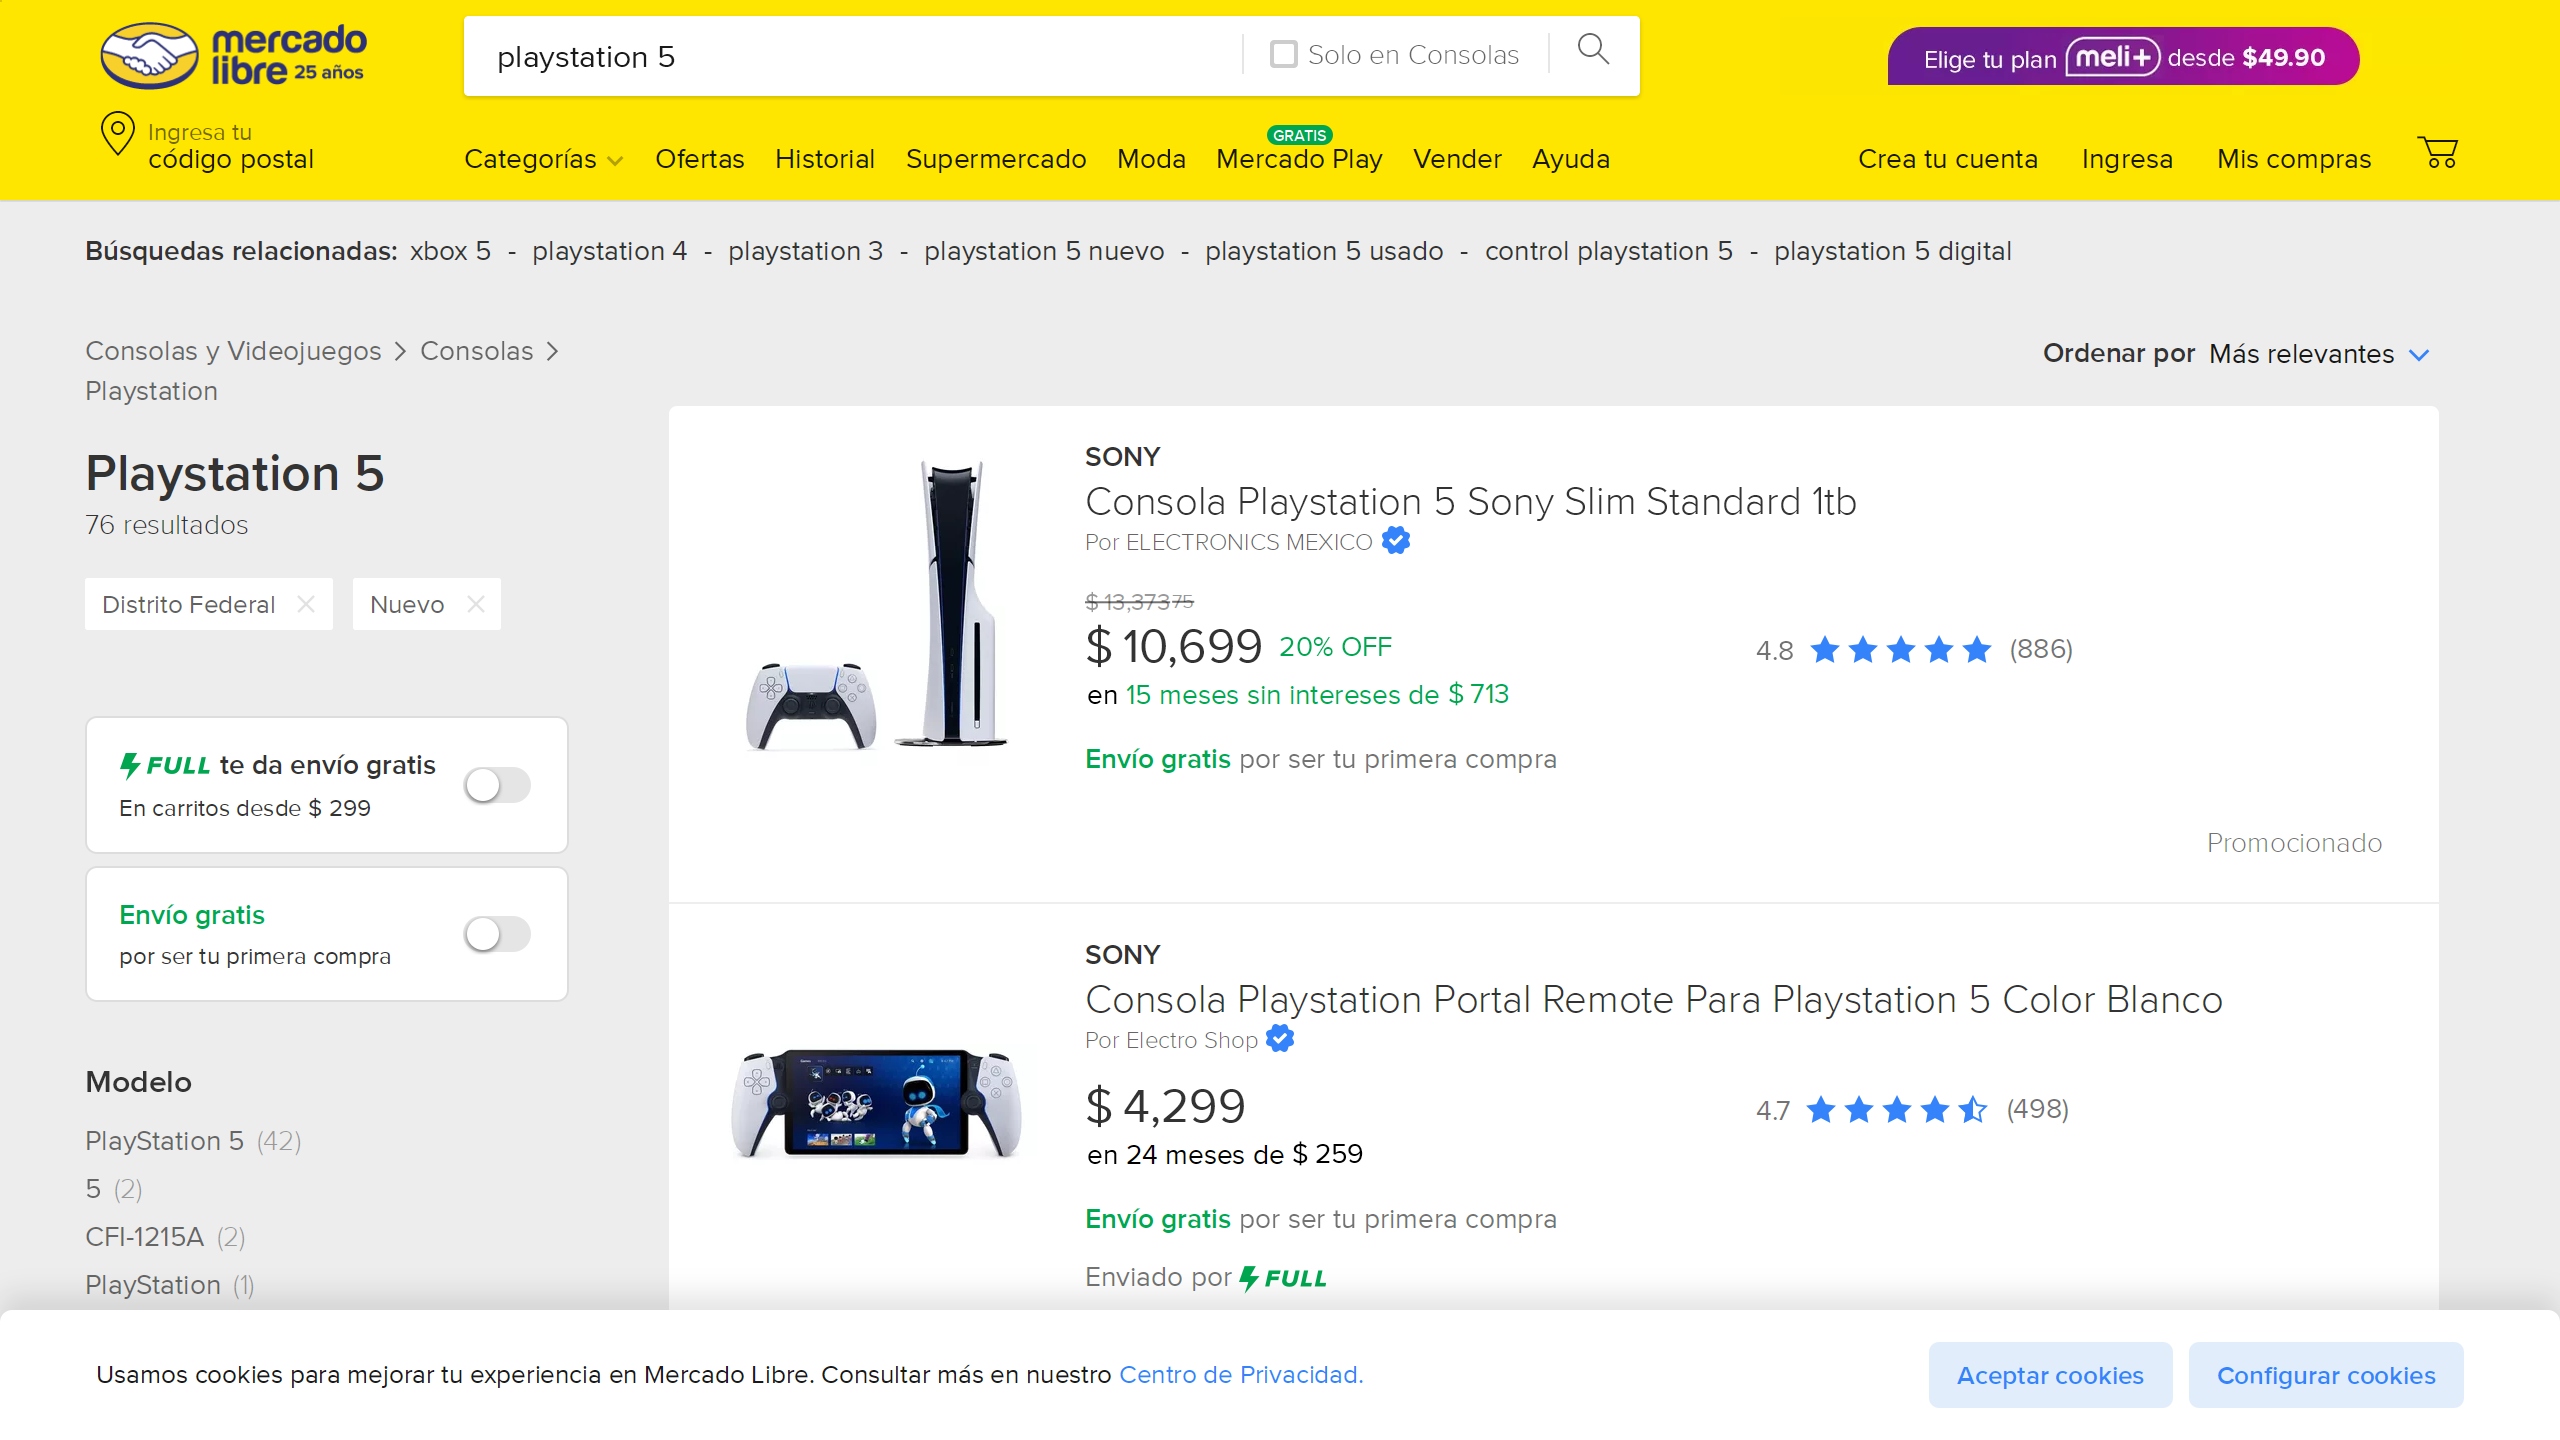 mercado
libre 25 años
playstation 5
Solo en Consolas
Elige tu plan meli+ desde $49.90
Ingresa tu
código postal
Categorías
Ofertas
Historial
Supermercado
Moda
GRATIS
Mercado Play
Vender
Ayuda
Crea tu cuenta
Ingresa
Mis compras
Búsquedas relacionadas: xbox 5 - playstation 4 - playstation 3 - playstation 5 nuevo - playstation 5 usado - control playstation 5 - playstation 5 digital
Consolas y Videojuegos > Consolas >
Playstation
Ordenar por Más relevantes
Playstation 5
76 resultados
Distrito Federal
Nuevo
FULL te da envío gratis
En carritos desde $ 299
Envío gratis
por ser tu primera compra
Modelo
PlayStation 5 (42)
5 (2)
CFI-1215A (2)
PlayStation (1)
SONY
Consola Playstation 5 Sony Slim Standard 1tb
Por ELECTRONICS MEXICO
$ 13,373 75
$ 10,699 20% OFF
en 15 meses sin intereses de $ 713
Envío gratis por ser tu primera compra
4.8 (886)
Promocionado
SONY
Consola Playstation Portal Remote Para Playstation 5 Color Blanco
Por Electro Shop
$ 4,299
en 24 meses de $ 259
Envío gratis por ser tu primera compra
Enviado por FULL
4.7 (498)
Usamos cookies para mejorar tu experiencia en Mercado Libre. Consultar más en nuestro Centro de Privacidad.
Aceptar cookies
Configurar cookies